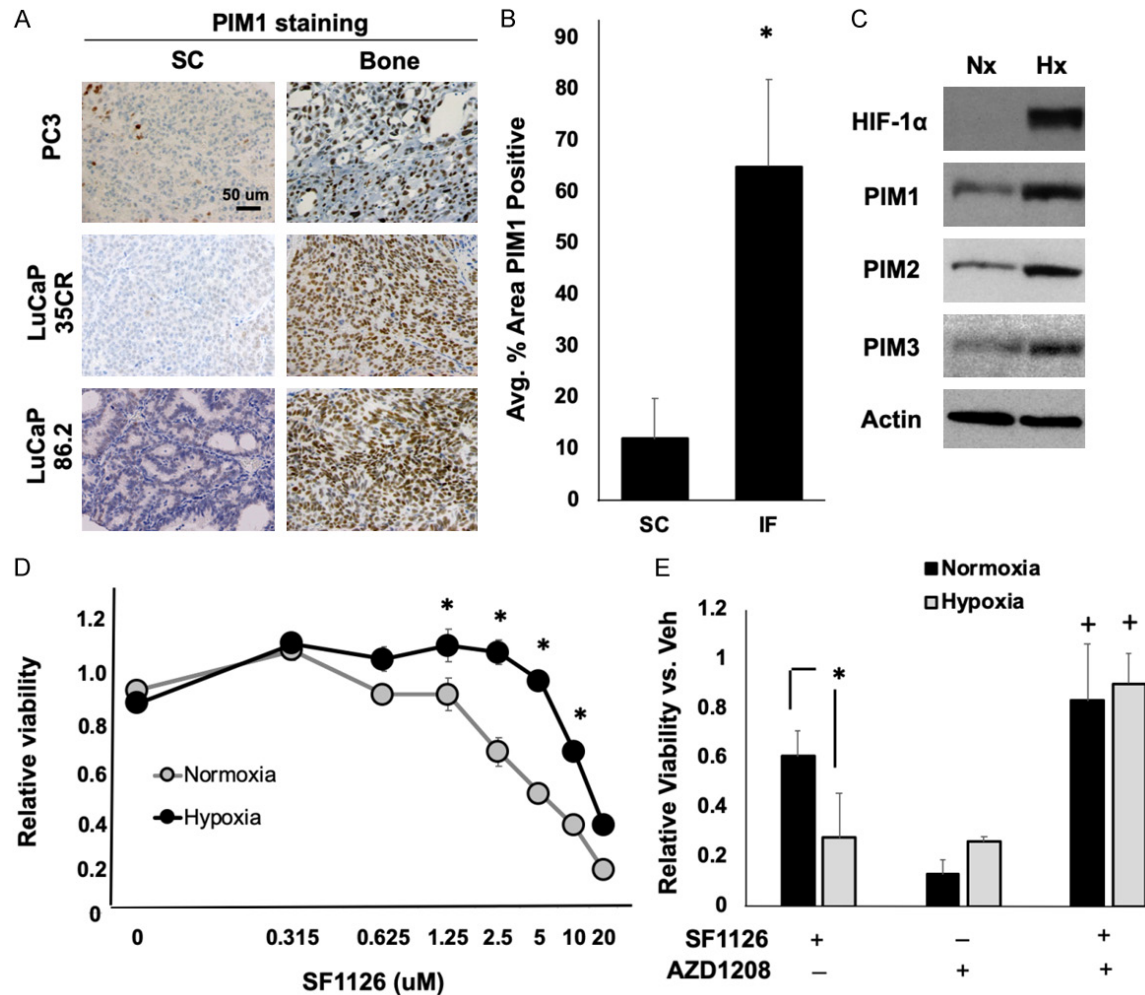 A
PIM1 staining
SC Bone
PC3
50 um
LuCaP
35CR
LuCaP
86.2
B
Avg. % Area PIM1 Positive
90
80
70
60
50
40
30
20
10
0
*
SC IF
C
Nx Hx
HIF-1α
PIM1
PIM2
PIM3
Actin
D
Relative viability
1.2
1.0
0.8
0.6
0.4
0.2
0
* * * *
Normoxia
Hypoxia
0 0.315 0.625 1.25 2.5 5 10 20
SF1126 (uM)
E
Normoxia
Hypoxia
Relative Viability vs. Veh
1.2
1
0.8
0.6
0.4
0.2
0
* + +
SF1126 + – +
AZD1208 – + +